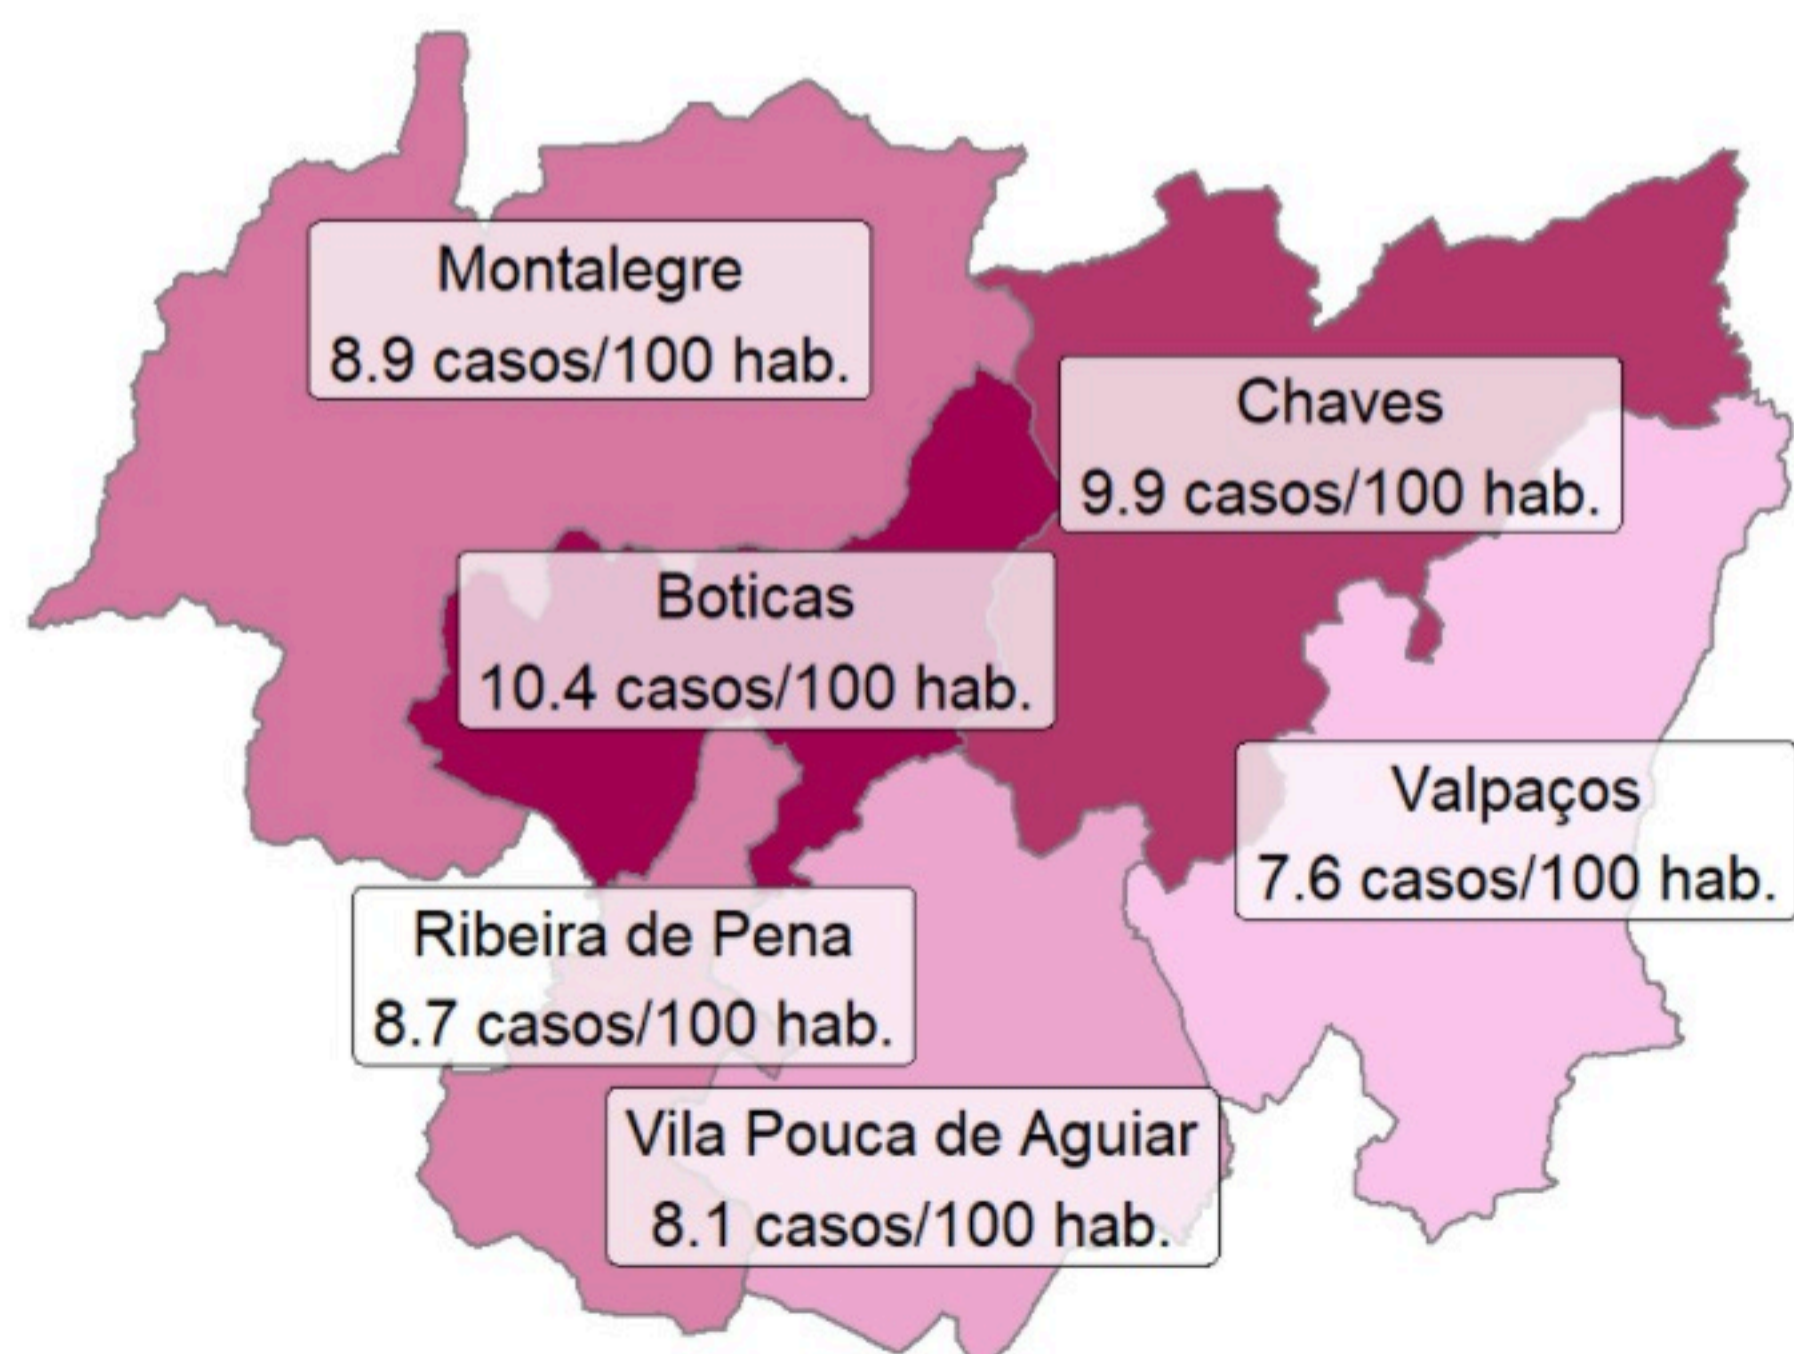 Montalegre
8.9 casos/100 hab.
Chaves
9.9 casos/100 hab.
Boticas
10.4 casos/100 hab.
Valpaços
7.6 casos/100 hab.
Ribeira de Pena
8.7 casos/100 hab.
Vila Pouca de Aguiar
8.1 casos/100 hab.